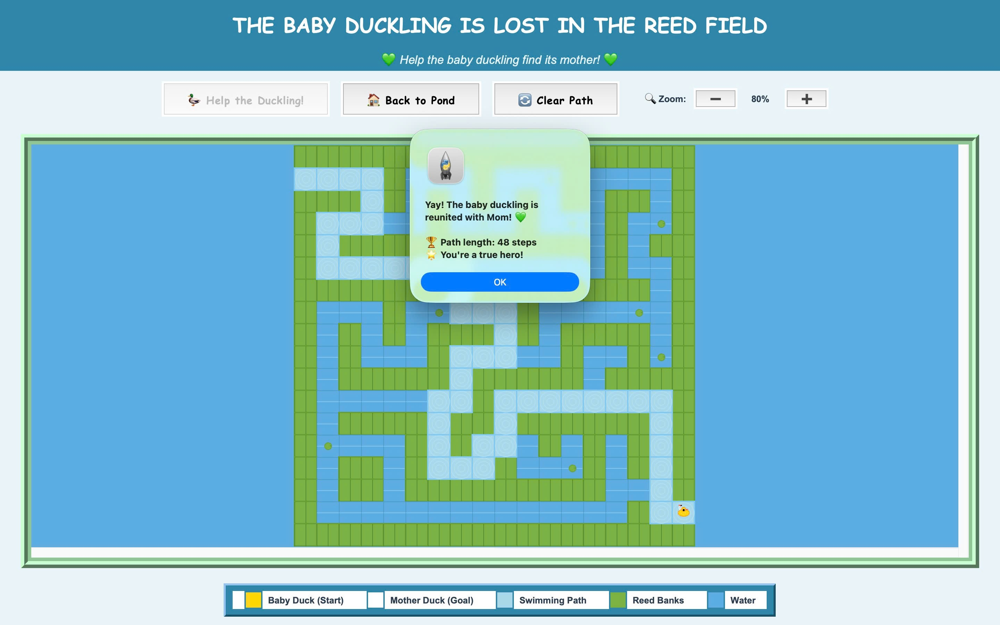 THE BABY DUCKLING IS LOST IN THE REED FIELD
💚 Help the baby duckling find its mother! 💚
🦆 Help the Duckling!
🏠 Back to Pond
🔄 Clear Path
🔍 Zoom:
−
80%
+
Yay! The baby duckling is
reunited with Mom! 💚
🏆 Path length: 48 steps
🌟 You're a true hero!
OK
Baby Duck (Start)
Mother Duck (Goal)
Swimming Path
Reed Banks
Water